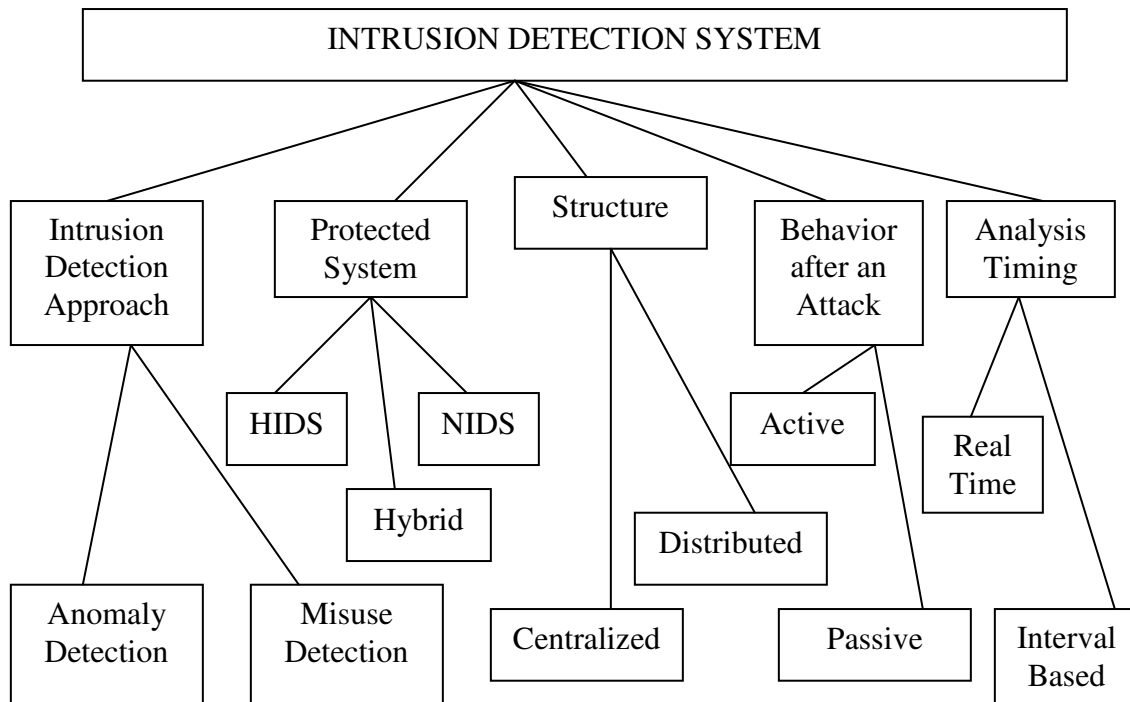 INTRUSION DETECTION SYSTEM
Intrusion
Detection
Approach
Protected
System
Structure
Behavior
after an
Attack
Analysis
Timing
HIDS
NIDS
Hybrid
Active
Real
Time
Distributed
Anomaly
Detection
Misuse
Detection
Centralized
Passive
Interval
Based